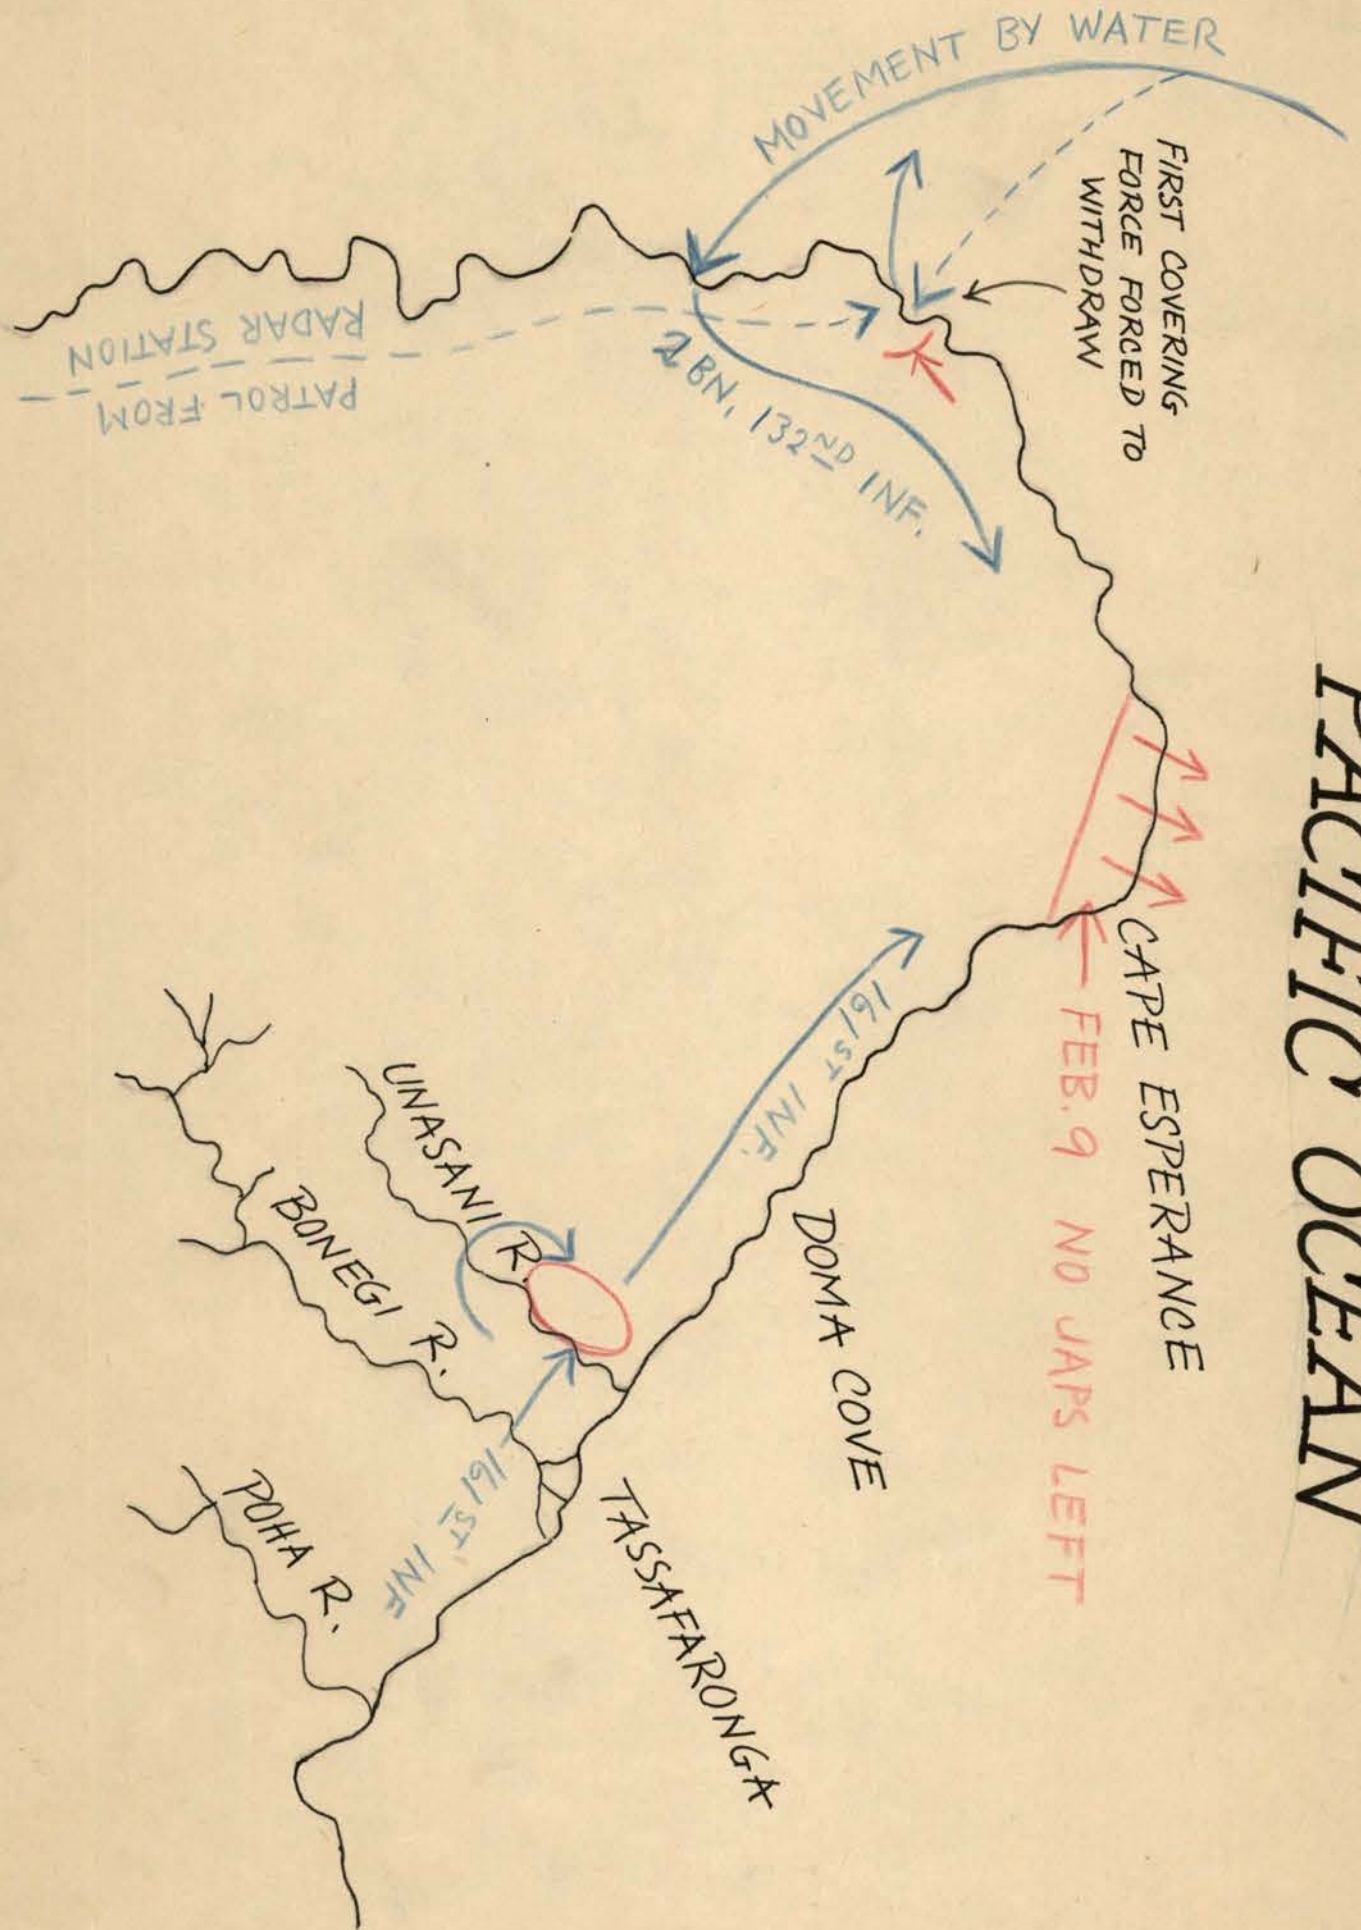 PACIFIC OCEAN
MOVEMENT BY WATER
FIRST COVERING
FORCE FORCED TO
WITHDRAW
CAPE ESPERANCE
FEB. 9 NO JAPS LEFT
2 BN, 132ND INF.
PATROL FROM
RADAR STATION
161ST INF.
DOMA COVE
UNASANI R.
BONEGI R.
TASSAFARONGA
161ST INF
POHA R.